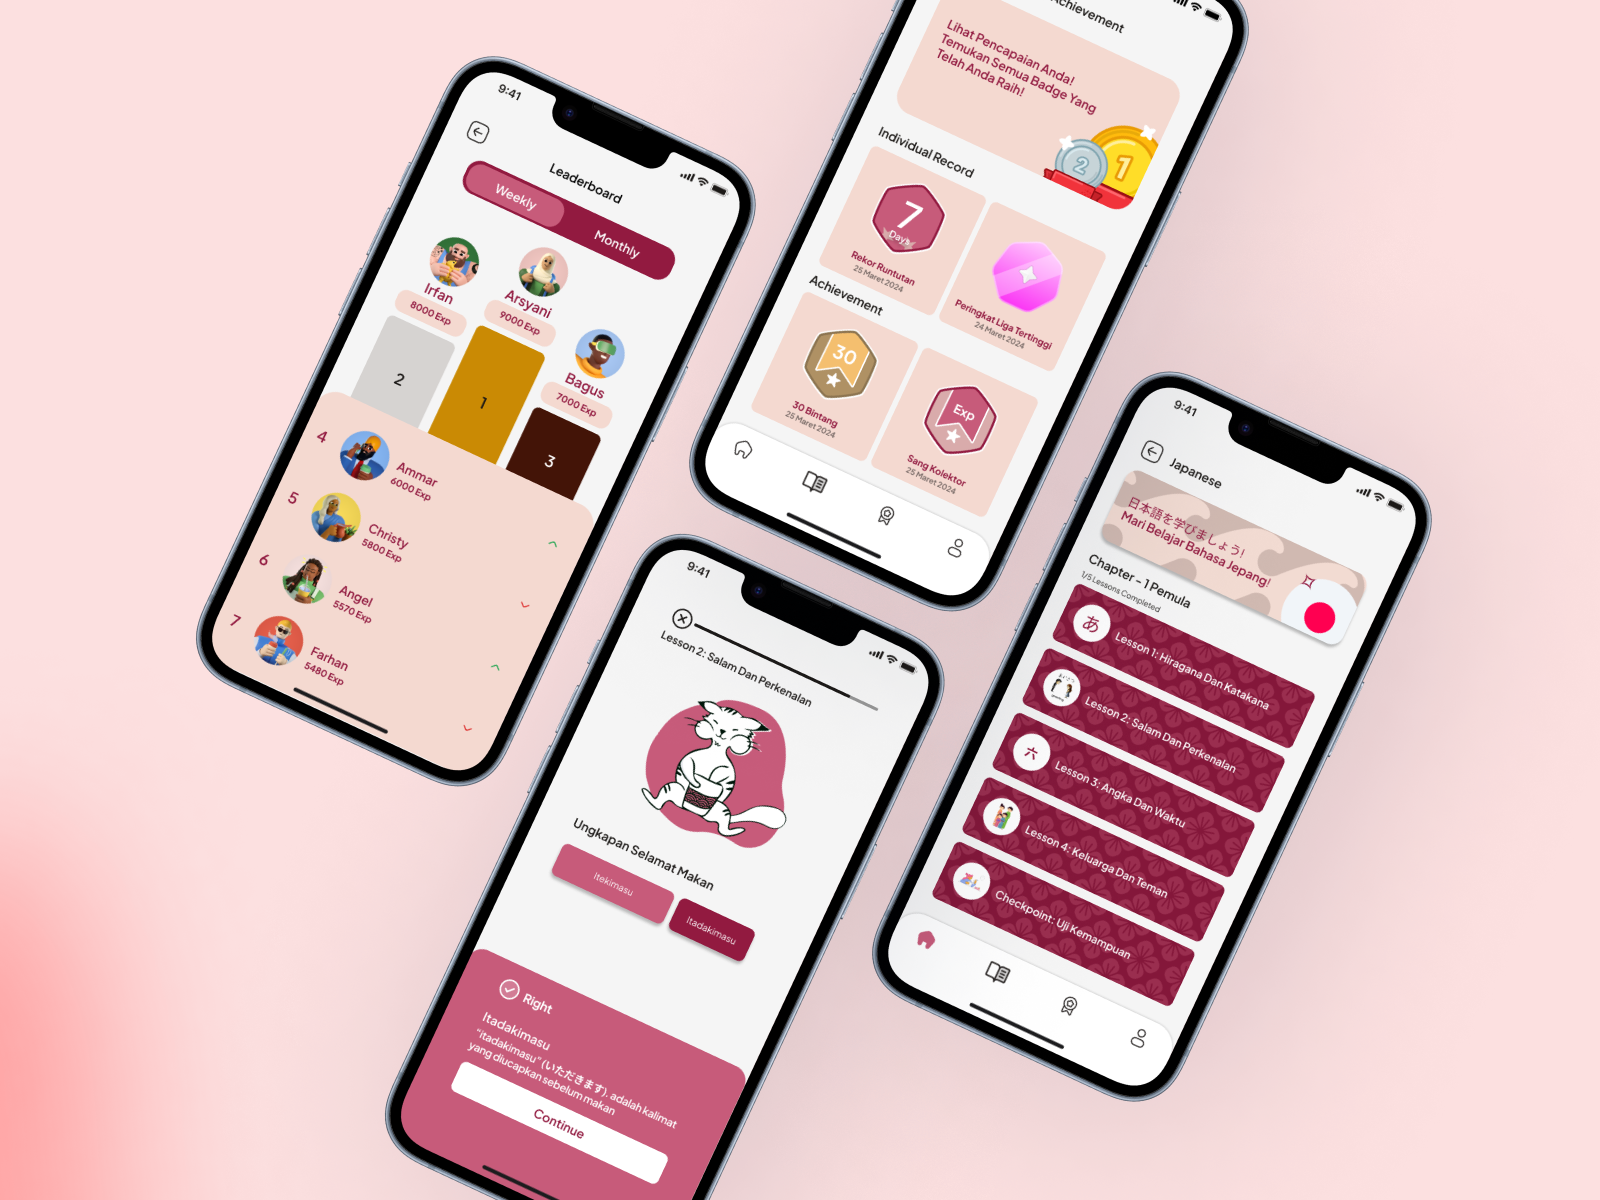 9:41
Leaderboard
Weekly
Monthly
Irfan
8000 Exp
Arsyani
9000 Exp
Bagus
7000 Exp
2
1
3
4
Ammar
6000 Exp
5
Christy
5800 Exp
6
Angel
5570 Exp
7
Farhan
5480 Exp
Achievement
Lihat Pencapaian Anda!
Temukan Semua Badge Yang
Telah Anda Raih!
2
1
Individual Record
7
Days
Rekor Runtutan
25 Maret 2024
Peringkat Liga Tertinggi
24 Maret 2024
Achievement
30
30 Bintang
25 Maret 2024
Exp
Sang Kolektor
25 Maret 2024
9:41
Lesson 2: Salam Dan Perkenalan
Ungkapan Selamat Makan
Itekimasu
Itadakimasu
Right
Itadakimasu
"itadakimasu" (いただきます). adalah kalimat
yang diucapkan sebelum makan
Continue
9:41
Japanese
日本語を学びましょう!
Mari Belajar Bahasa Jepang!
Chapter - 1 Pemula
1/5 Lessons Completed
あ
Lesson 1: Hiragana Dan Katakana
Lesson 2: Salam Dan Perkenalan
六
Lesson 3: Angka Dan Waktu
Lesson 4: Keluarga Dan Teman
Checkpoint: Uji Kemampuan